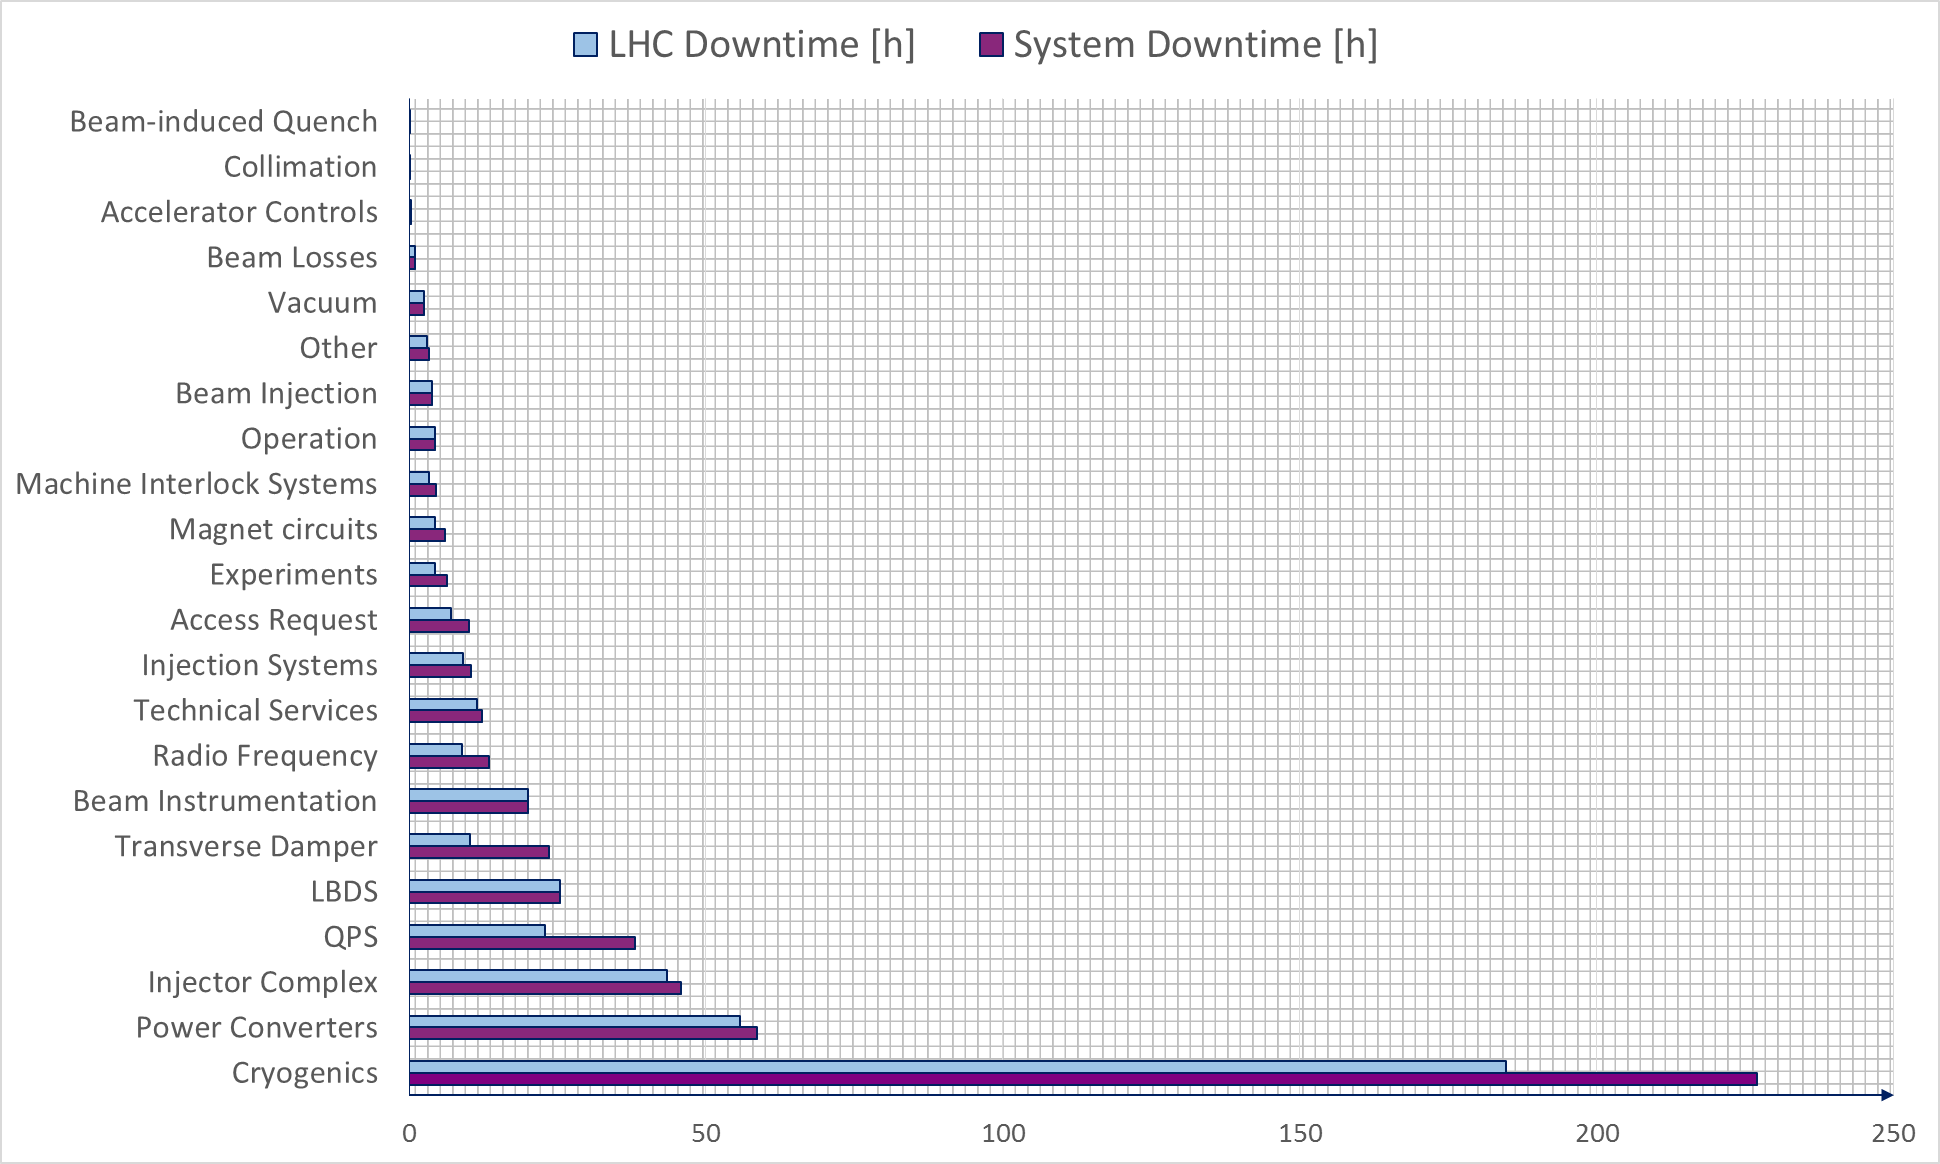 LHC Downtime [h] System Downtime [h]
Beam-induced Quench
Collimation
Accelerator Controls
Beam Losses
Vacuum
Other
Beam Injection
Operation
Machine Interlock Systems
Magnet circuits
Experiments
Access Request
Injection Systems
Technical Services
Radio Frequency
Beam Instrumentation
Transverse Damper
LBDS
QPS
Injector Complex
Power Converters
Cryogenics
0 50 100 150 200 250